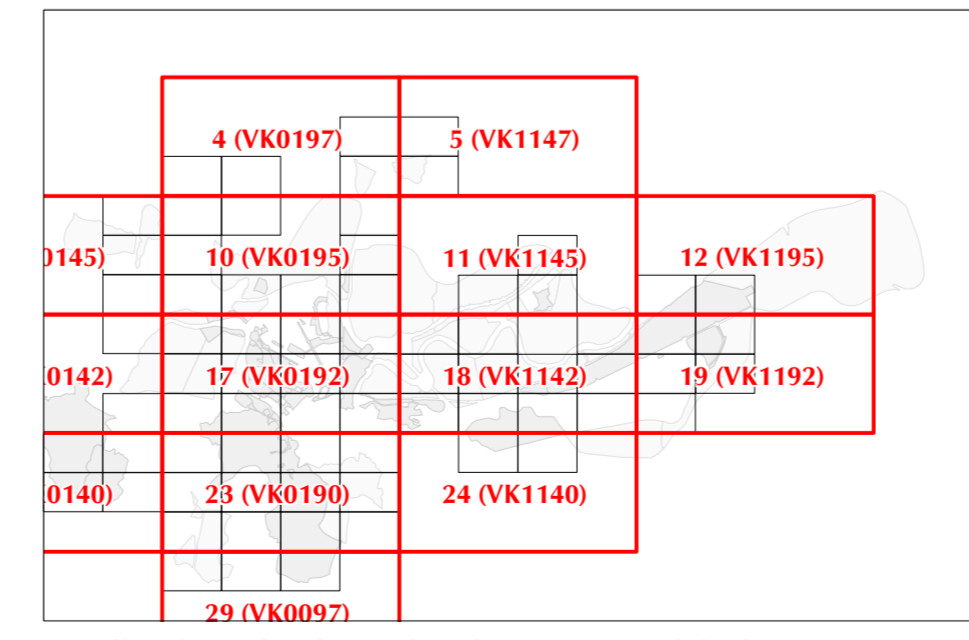 4 (VK0197) 5 (VK1147)
0145) 10 (VK0195) 11 (VK1145) 12 (VK1195)
0142) 17 (VK0192) 18 (VK1142) 19 (VK1192)
0140) 23 (VK0190) 24 (VK1140)
29 (VK0097)